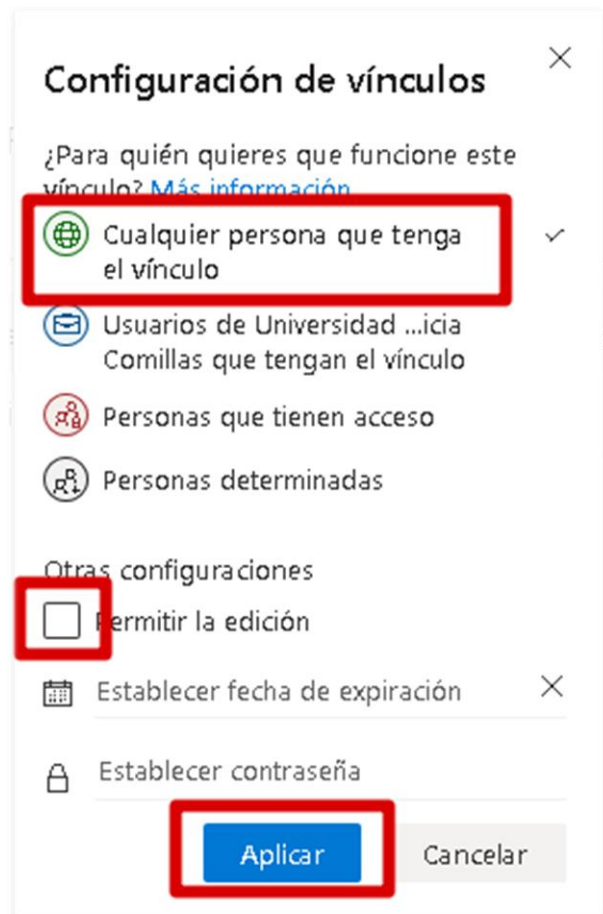 Configuración de vínculos
¿Para quién quieres que funcione este
vínculo? Más información
Cualquier persona que tenga
el vínculo
Usuarios de Universidad ...icia
Comillas que tengan el vínculo
Personas que tienen acceso
Personas determinadas
Otras configuraciones
Permitir la edición
Establecer fecha de expiración
Establecer contraseña
Aplicar
Cancelar